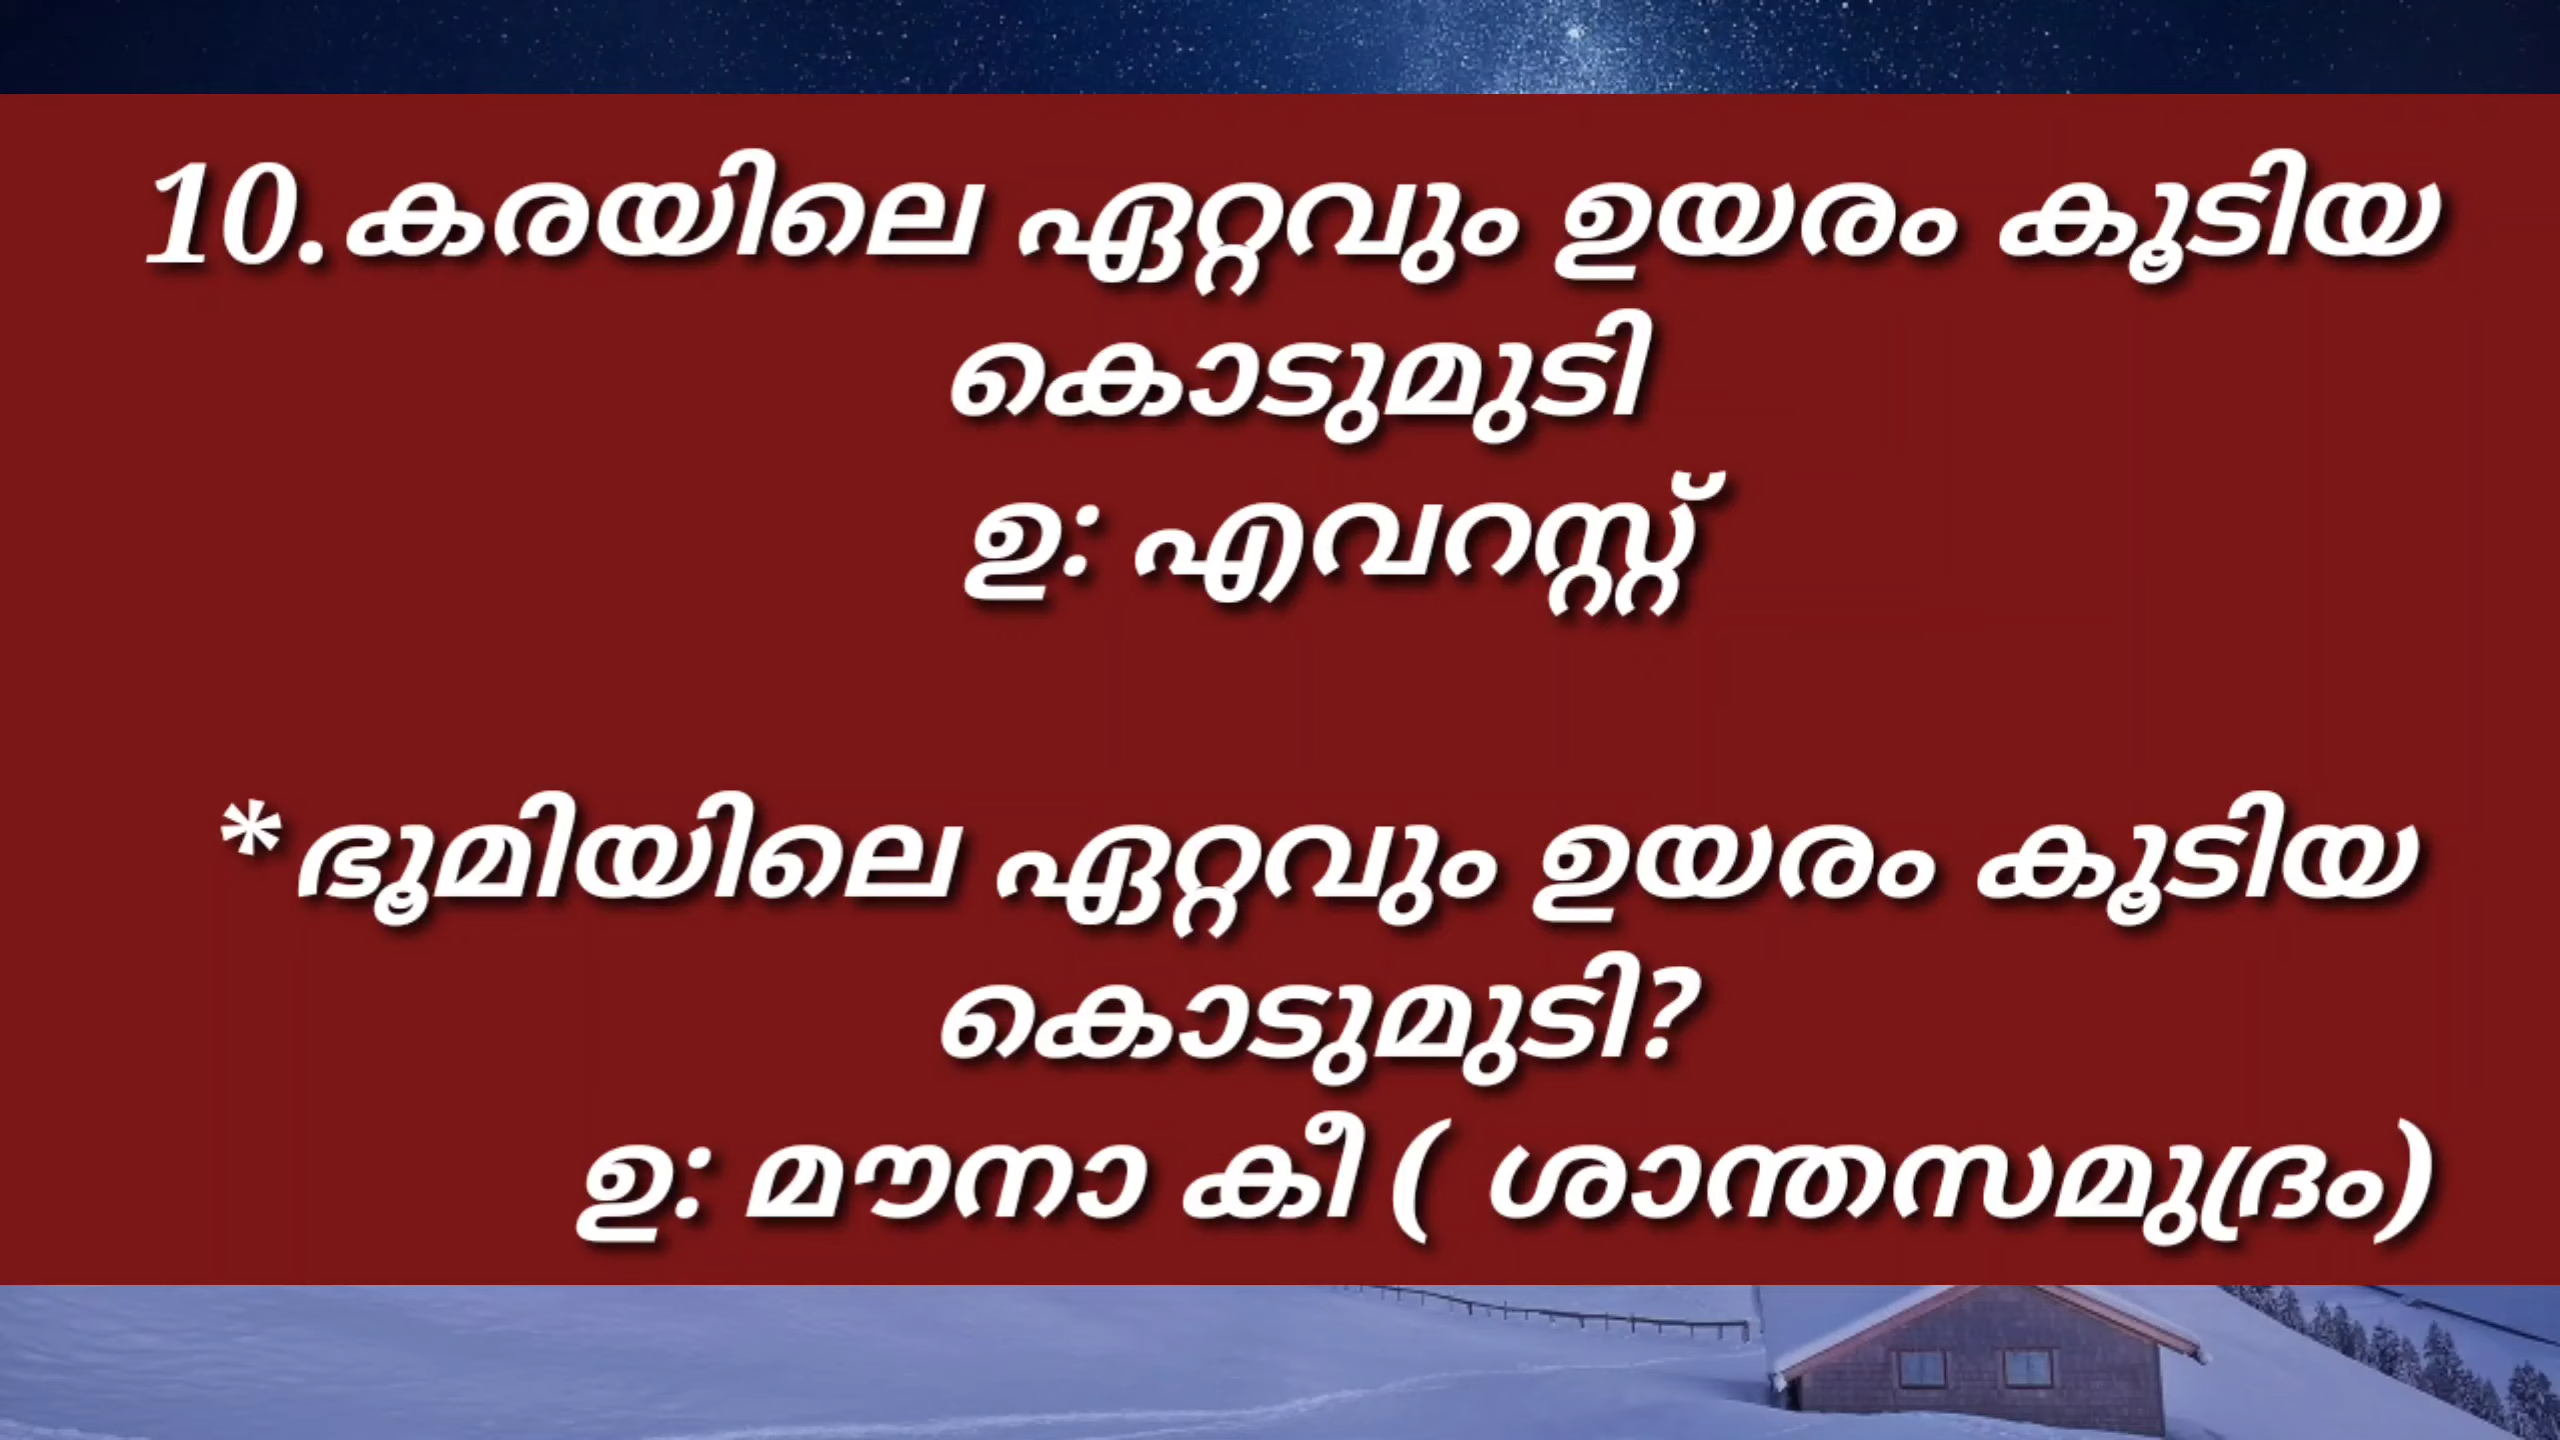 10.കരയിലെ ഏറ്റവും ഉയരം കൂടിയ
കൊടുമുടി
ഉ: എവറസ്റ്റ്
*ഭൂമിയിലെ ഏറ്റവും ഉയരം കൂടിയ
കൊടുമുടി?
ഉ: മൗനാ കീ ( ശാന്തസമുദ്രം)